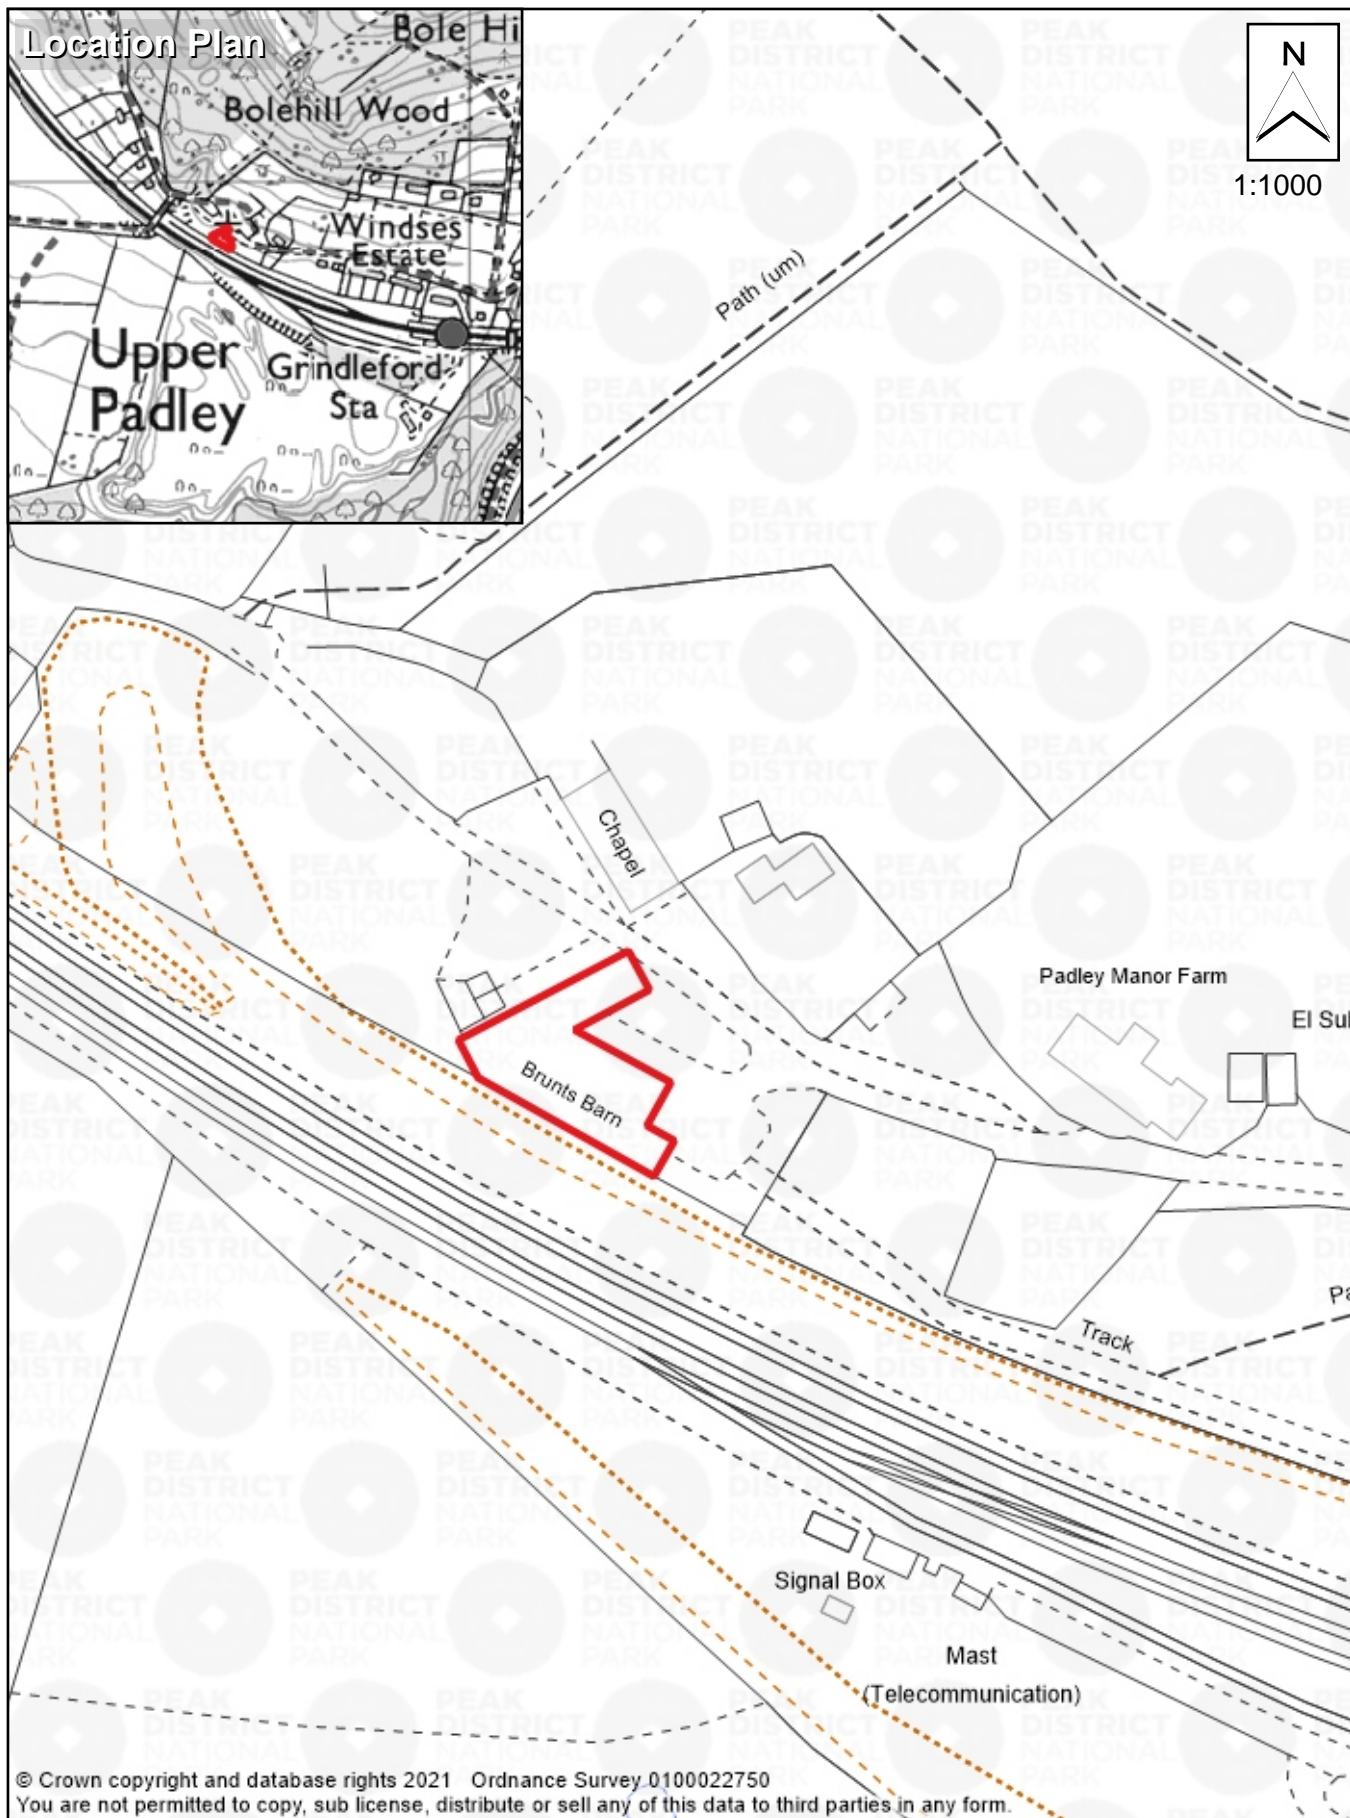 Location Plan
Bole Hi
Bolehill Wood
Windses
Estate
Upper
Padley
Grindleford
Sta
N
1:1000
Path (um)
Chapel
Padley Manor Farm
El Sul
Brunts Barn
Pa
Track
Signal Box
Mast
(Telecommunication)
© Crown copyright and database rights 2021 Ordnance Survey 0100022750
You are not permitted to copy, sub license, distribute or sell any of this data to third parties in any form.
PEAK
DISTRICT
NATIONAL
PARK